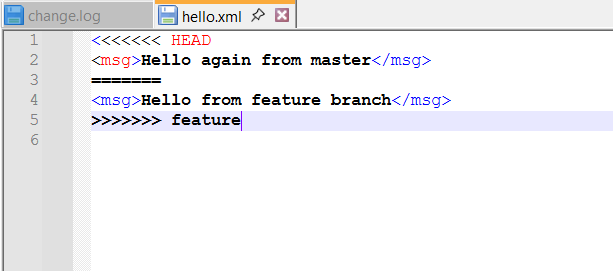 change.log hello.xml
1 <<<<<<< HEAD
2 <msg>Hello again from master</msg>
3 =======
4 <msg>Hello from feature branch</msg>
5 >>>>>>> feature
6